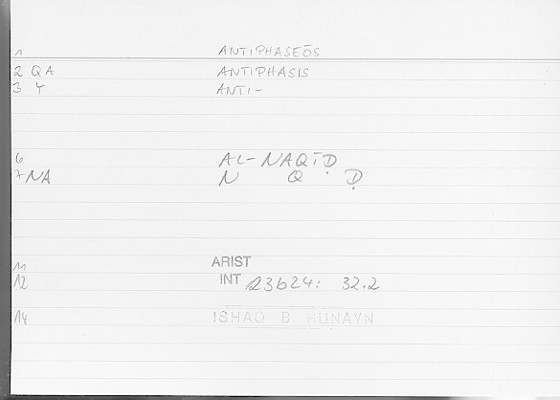 1 ANTIPHASEŌS
2 QA ANTIPHASIS
3 Y ANTI-
6 AL-NAQĪḌ
7 NA N Q Ḍ
11 ARIST
12 INT 23b24: 32.2
14 ISHAQ B HUNAYN